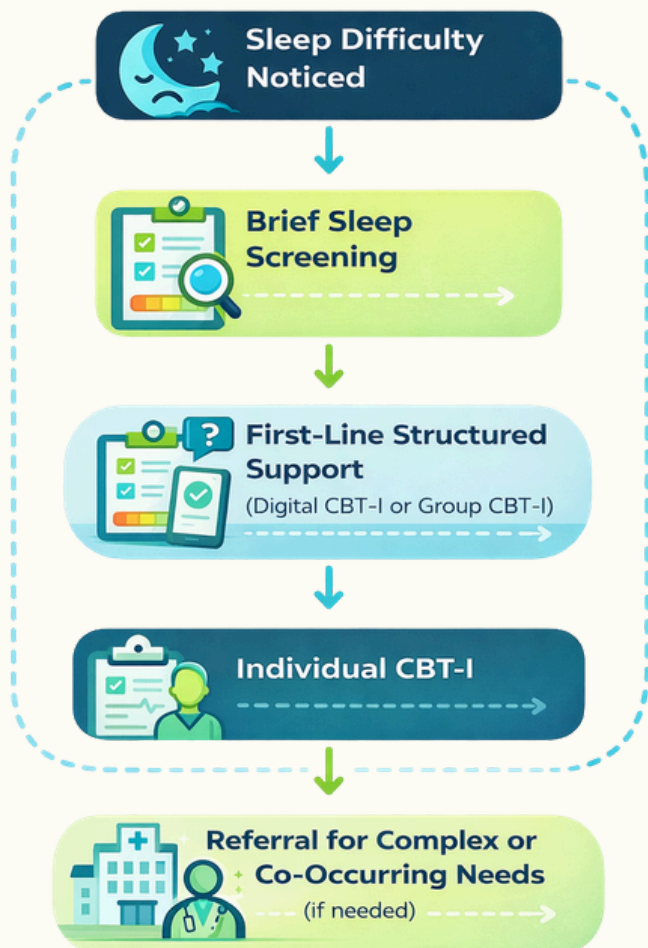 Sleep Difficulty
Noticed
Brief Sleep
Screening
?
First-Line Structured
Support
(Digital CBT-I or Group CBT-I)
Individual CBT-I
Referral for Complex or
Co-Occurring Needs
(if needed)